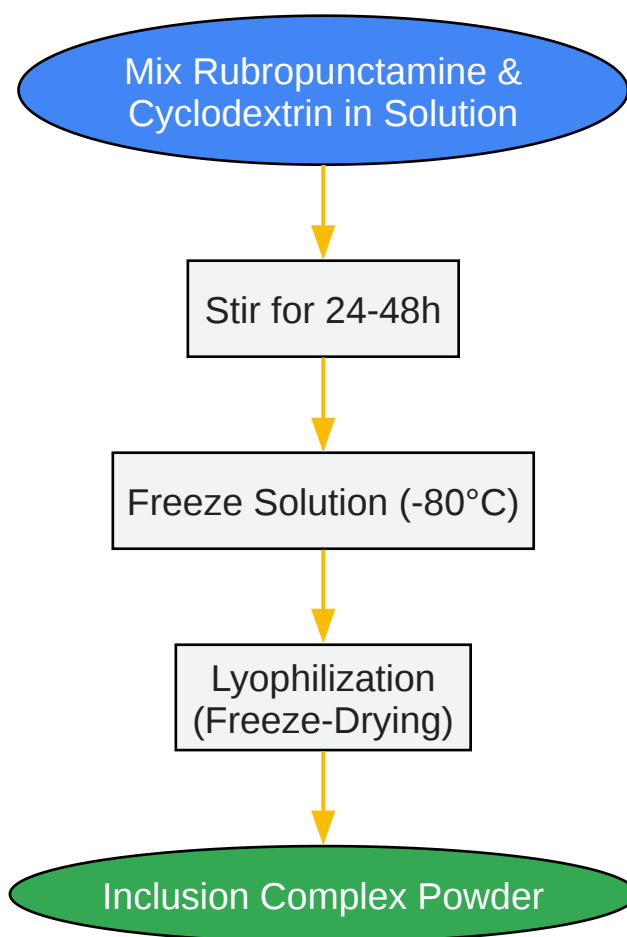 Mix Rubropunctamine &
Cyclodextrin in Solution
Stir for 24-48h
Freeze Solution (-80°C)
Lyophilization
(Freeze-Drying)
Inclusion Complex Powder